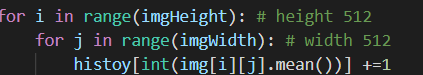 for i in range(imgHeight): # height 512
for j in range(imgWidth): # width 512
histoy[int(img[i][j].mean())] +=1